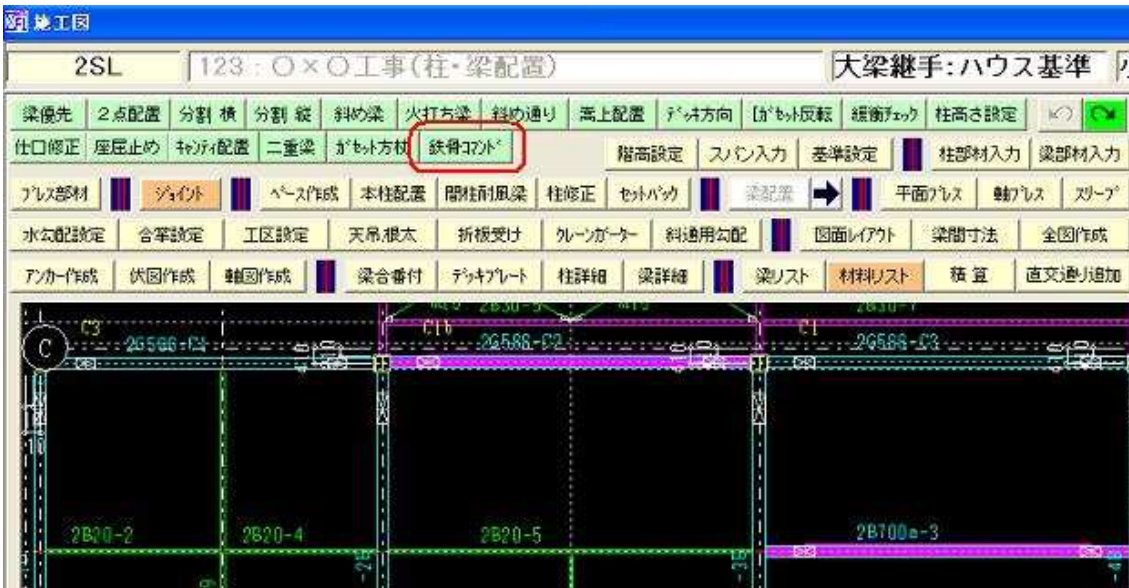 施工図
2SL 123:○×○工事(柱・梁配置) 大梁継手:ハウス基準
梁優先 2点配置 分割 横 分割 縦 斜め梁 火打ち梁 斜め通り 嵩上配置 ﾃﾞｯｷ方向 ｶﾞｾｯﾄ反転 緩衝ﾁｪｯｸ 柱高さ設定
仕口修正 座屈止め ｷｬﾝﾃｨ配置 二重梁 ｶﾞｾｯﾄ方杖 鉄骨ｺﾏﾝﾄﾞ 階高設定 スパン入力 基準設定 柱部材入力 梁部材入力
ﾌﾞﾚｽ部材 ｼﾞｮｲﾝﾄ ﾍﾞｰｽ作成 本柱配置 間柱耐風梁 柱修正 ｾｯﾄﾊﾞｯｸ 梁配置 平面ﾌﾞﾚｽ 軸ﾌﾞﾚｽ ｽﾘｰﾌﾞ
水勾配設定 合掌設定 工区設定 天吊.根太 折板受け ｸﾚｰﾝｶﾞｰﾀｰ 斜通用勾配 図面ﾚｲｱｳﾄ 梁間寸法 全図作成
ｱﾝｶｰ作成 伏図作成 軸図作成 梁合番付 ﾃﾞｯｷﾌﾟﾚｰﾄ 柱詳細 梁詳細 梁リスト 材料リスト 積 算 直交通り追加
C3 C1b C1
C 2G588-C1 2G588-C2 2G588-C3
2B20-2 2B20-4 2B20-5 2B700a-3